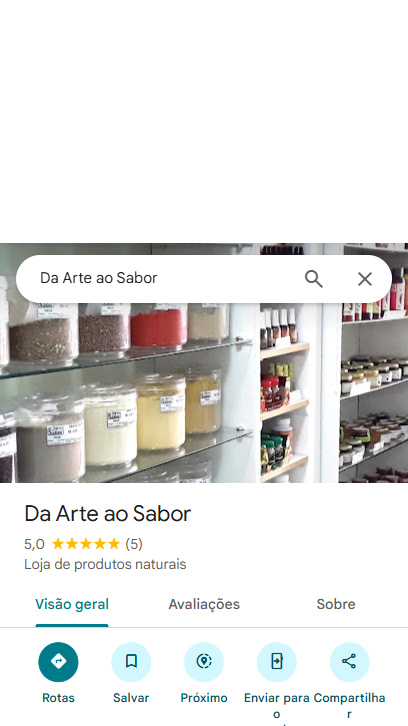 Da Arte ao Sabor
Da Arte ao Sabor
5,0 ★★★★★ (5)
Loja de produtos naturais
Visão geral Avaliações Sobre
Rotas Salvar Próximo Enviar para o Compartilhar